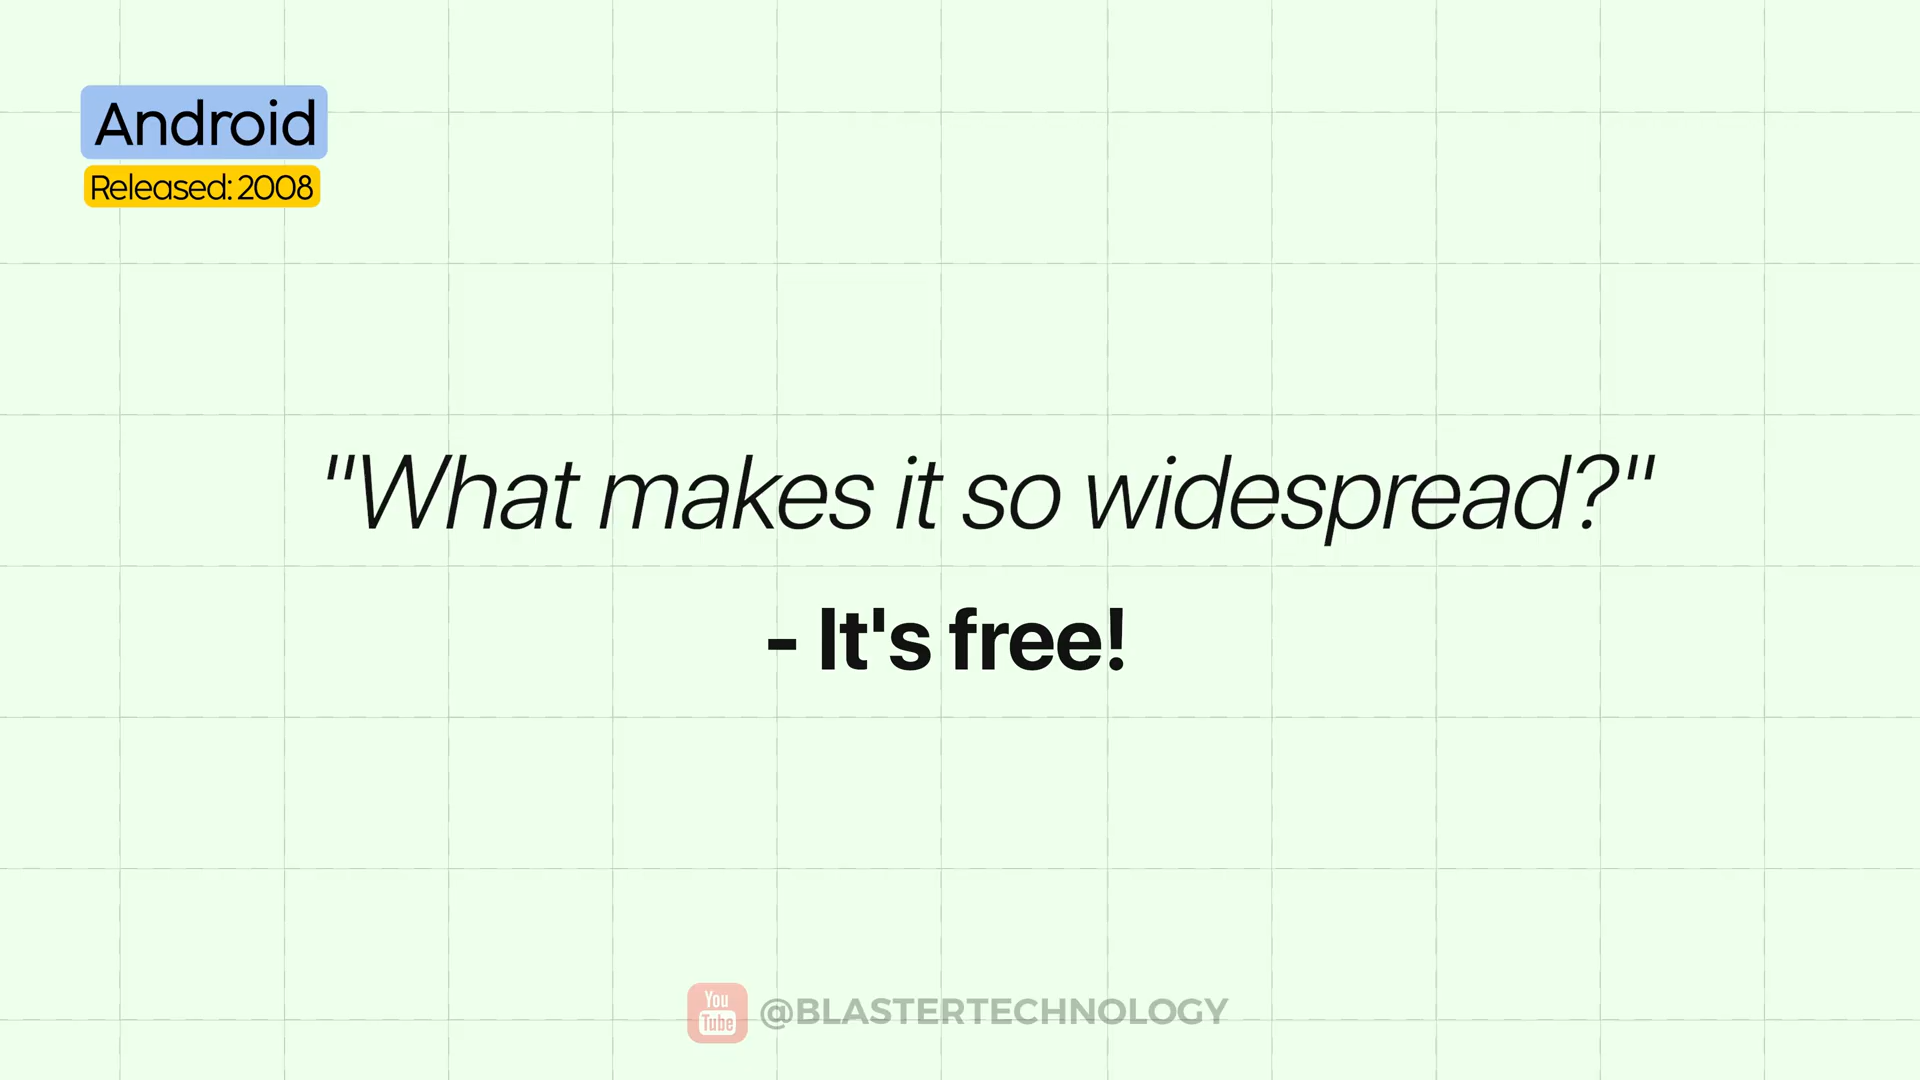 Android
Released: 2008
"What makes it so widespread?"
- It's free!
You
Tube
@BLASTERTECHNOLOGY